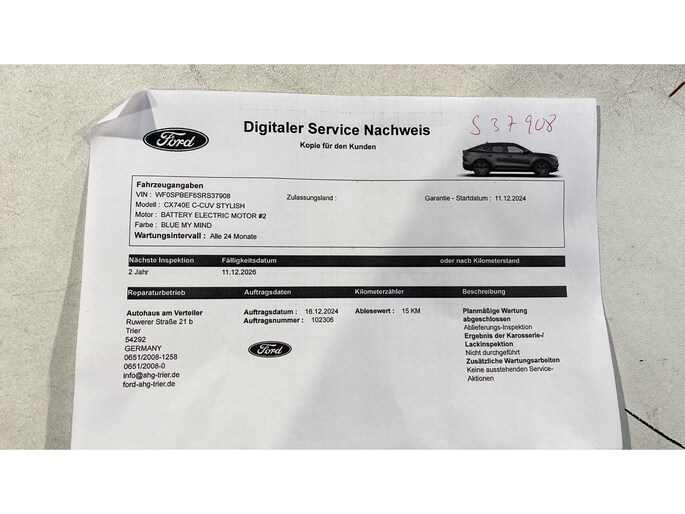 Ford
Digitaler Service Nachweis
Kopie für den Kunden
S 37908
Fahrzeugangaben
VIN : WF0SPBEF6SRS37908
Zulassungsland :
Garantie - Startdatum : 11.12.2024
Modell : CX740E C-CUV STYLISH
Motor : BATTERY ELECTRIC MOTOR #2
Farbe : BLUE MY MIND
Wartungsintervall : Alle 24 Monate
Nächste Inspektion Fälligkeitsdatum oder nach Kilometerstand
2 Jahr 11.12.2026
Reparaturbetrieb Auftragsdaten Kilometerzähler Beschreibung
Autohaus am Verteiler
Ruwerer Straße 21 b
Trier
54292
GERMANY
0651/2008-1258
0651/2008-0
info@ahg-trier.de
ford-ahg-trier.de
Auftragsdatum : 16.12.2024
Auftragsnummer : 102306
Ford
Ablesewert : 15 KM
Planmäßige Wartung
abgeschlossen
Ablieferungs-Inspektion
Ergebnis der Karosserie-/
Lackinspektion
Nicht durchgeführt
Zusätzliche Wartungsarbeiten
Keine ausstehenden Service-
Aktionen